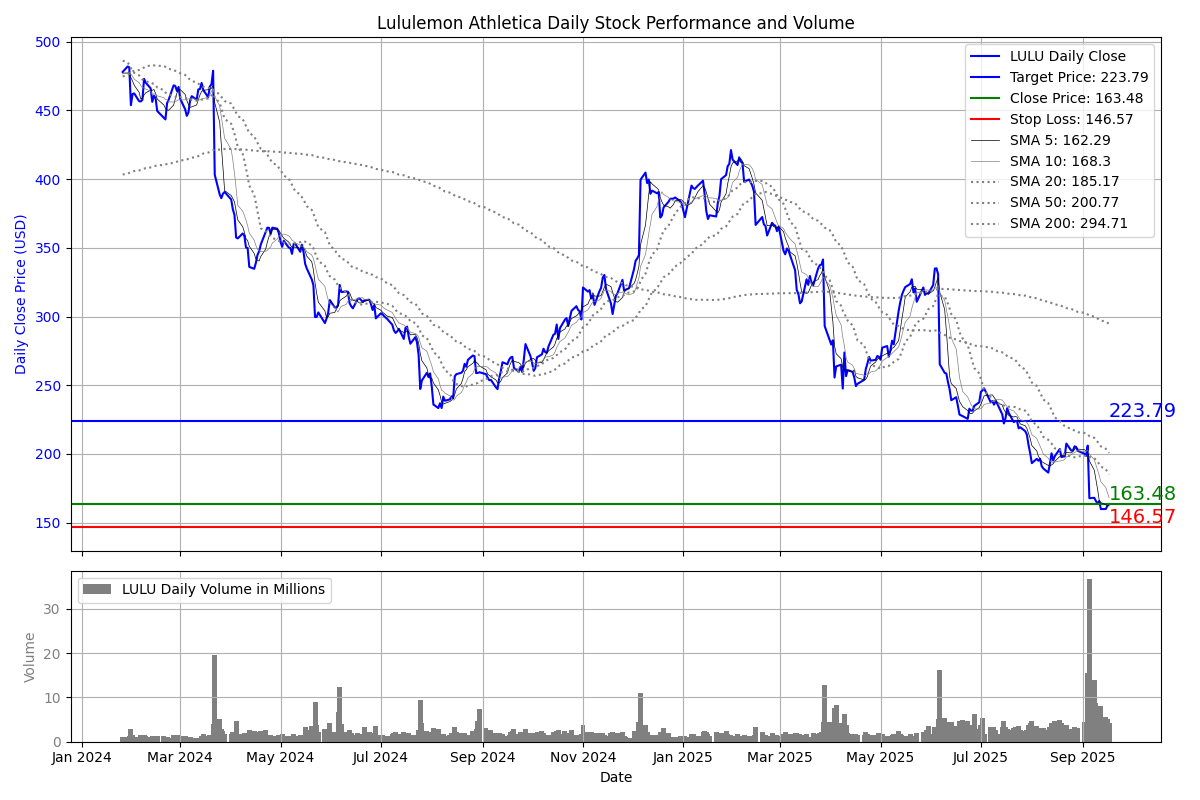 Lululemon Athletica Daily Stock Performance and Volume
Daily Close Price (USD)
500
450
400
350
300
250
200
150
LULU Daily Close
Target Price: 223.79
Close Price: 163.48
Stop Loss: 146.57
SMA 5: 162.29
SMA 10: 168.3
SMA 20: 185.17
SMA 50: 200.77
SMA 200: 294.71
223.79
163.48
146.57
LULU Daily Volume in Millions
Volume
30
20
10
0
Jan 2024 Mar 2024 May 2024 Jul 2024 Sep 2024 Nov 2024 Jan 2025 Mar 2025 May 2025 Jul 2025 Sep 2025
Date